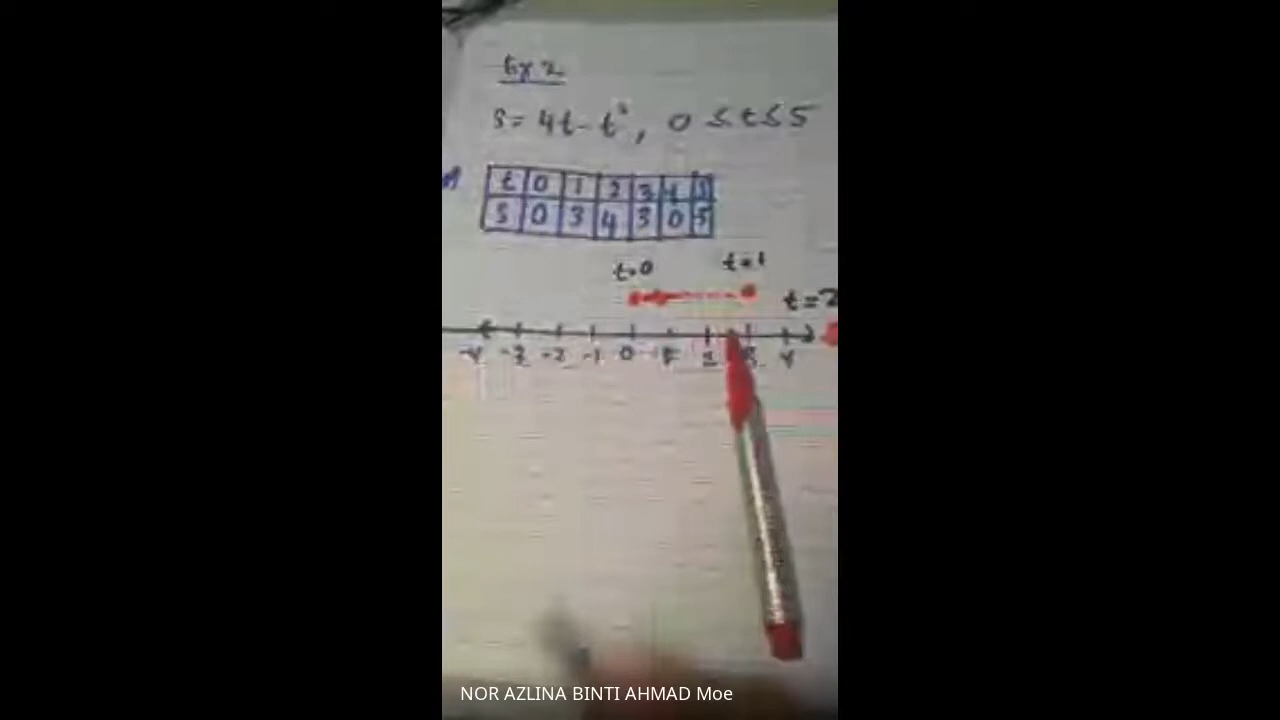 Ex 2
S = 4t - t², 0 ≤ t ≤ 5
t 0 1 2 3 4 5
S 0 3 4 3 0 5
t=0 t=1
t=2
-4 -3 -2 -1 0 1 2 3 4
NOR AZLINA BINTI AHMAD Moe